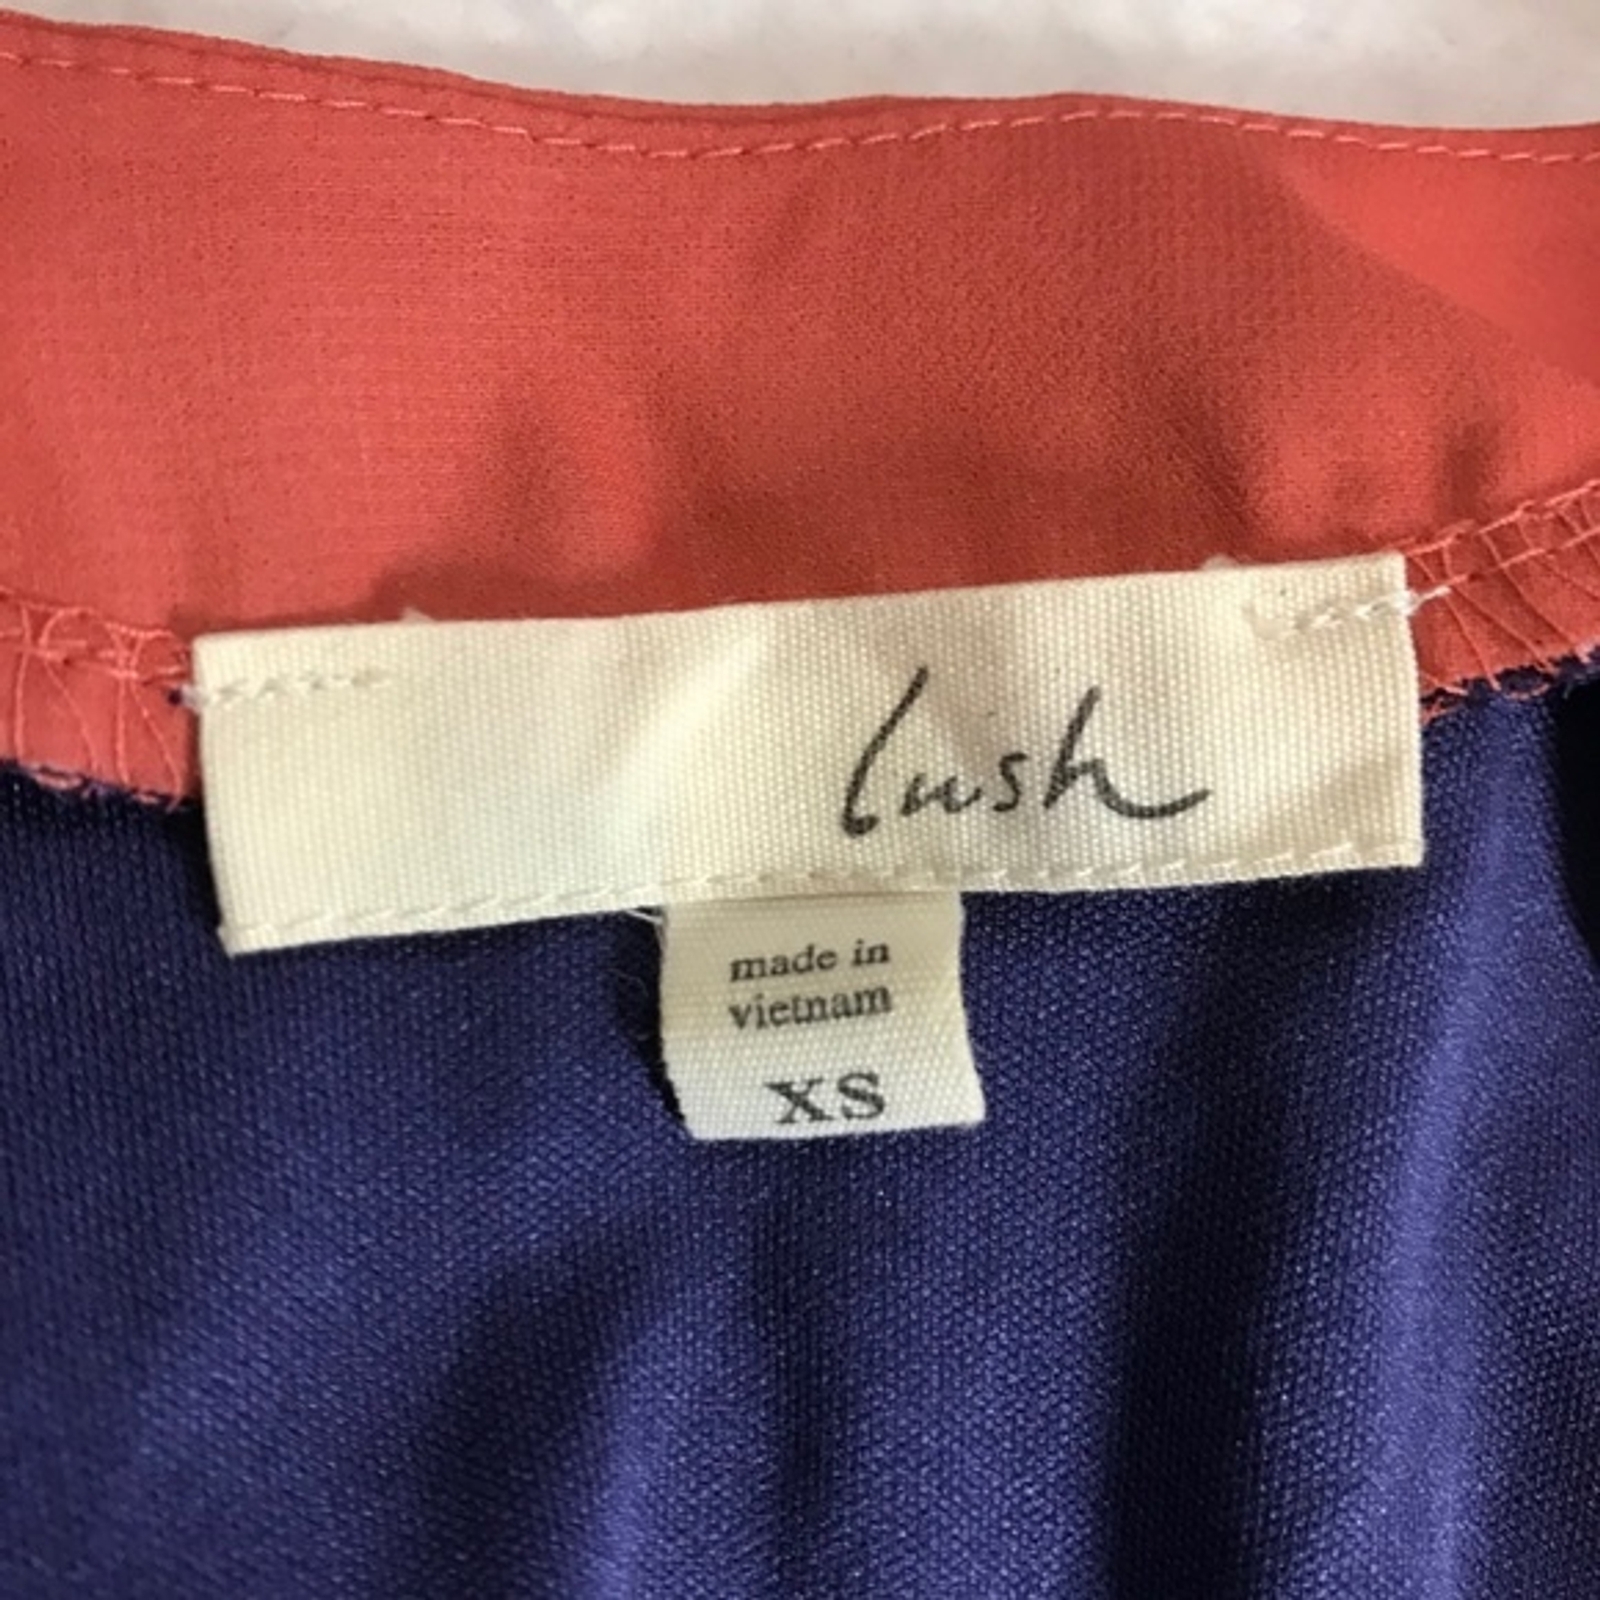 lush
made in
vietnam
XS